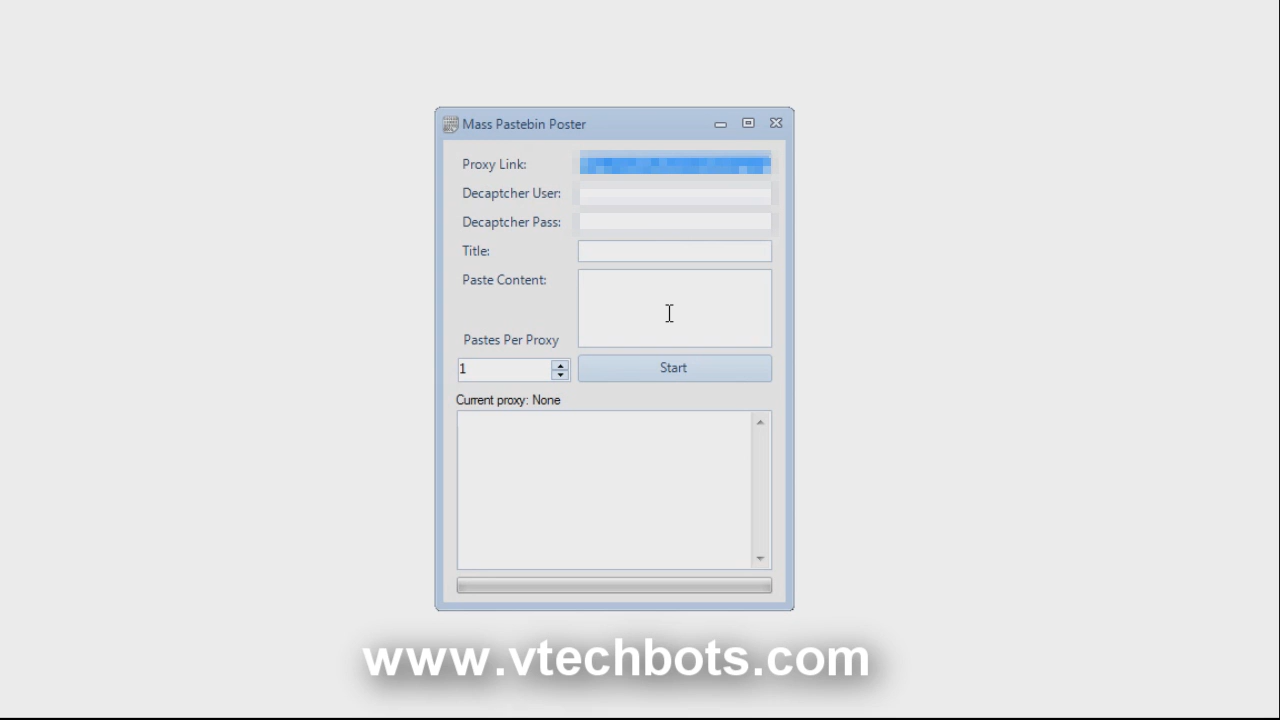 Mass Pastebin Poster
Proxy Link:
Decaptcher User:
Decaptcher Pass:
Title:
Paste Content:
Pastes Per Proxy
1
Start
Current proxy: None
www.vtechbots.com